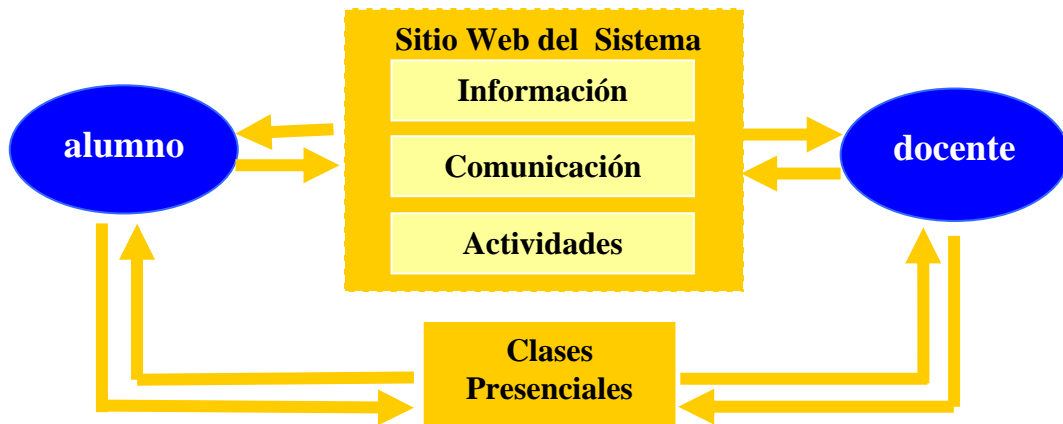 Sitio Web del Sistema
Información
alumno
docente
Comunicación
Actividades
Clases
Presenciales